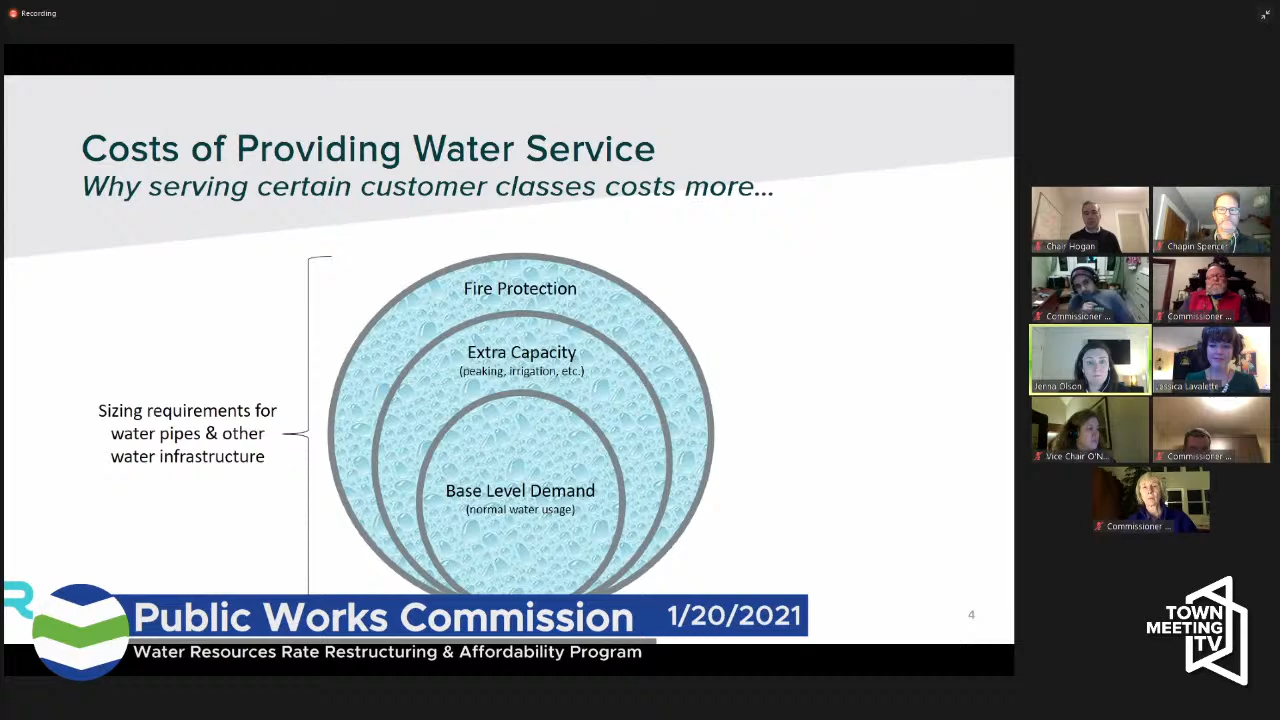 Recording
Costs of Providing Water Service
Why serving certain customer classes costs more...
Fire Protection
Extra Capacity
(peaking, irrigation, etc.)
Sizing requirements for
water pipes & other
water infrastructure
Base Level Demand
(normal water usage)
4
R
Public Works Commission 1/20/2021
Water Resources Rate Restructuring & Affordability Program
Chair Hogan
Chapin Spencer
Commissioner ...
Commissioner ...
Jenna Olson
Jessica Lavalette
Vice Chair O'N...
Commissioner ...
Commissioner ...
TOWN
MEETING
TV